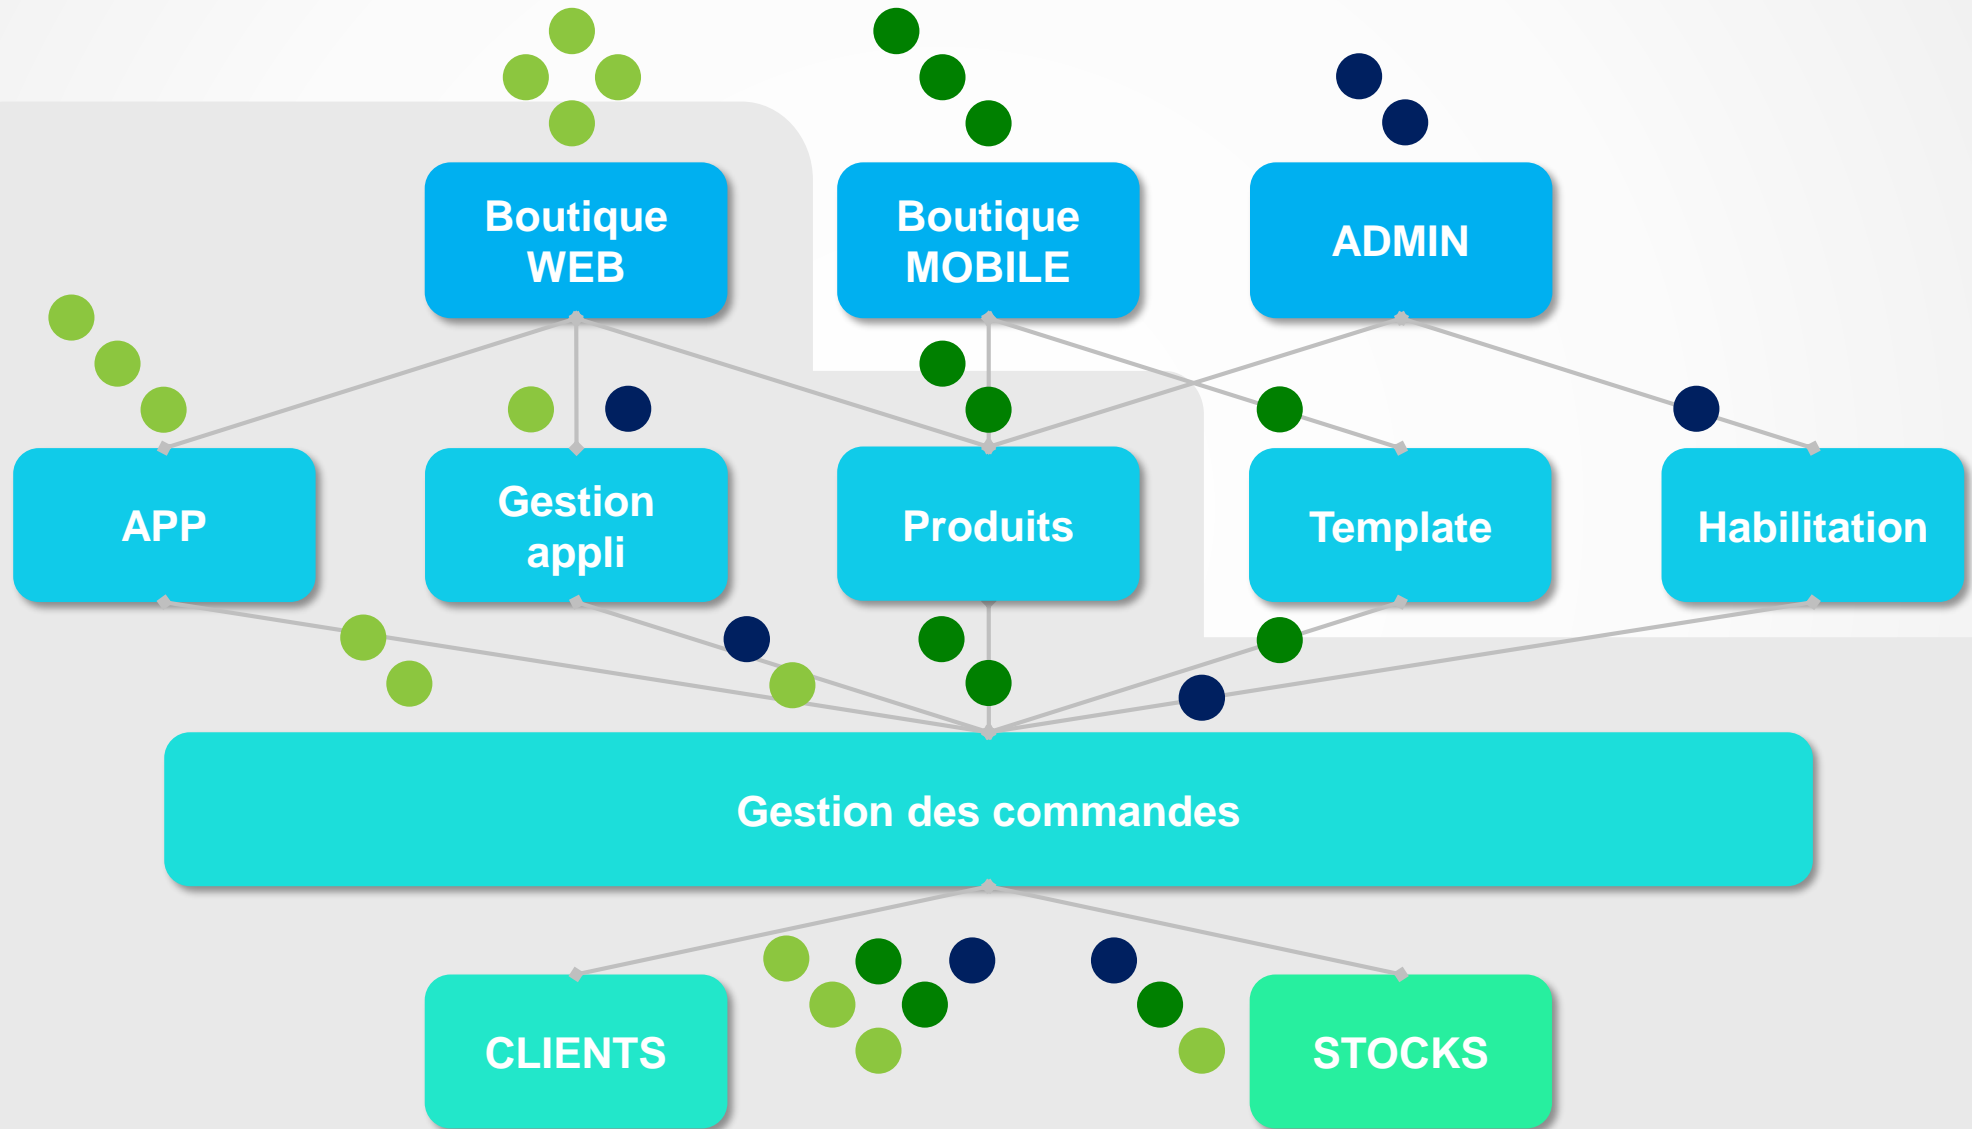 Boutique
WEB
Boutique
MOBILE
ADMIN
APP
Gestion
appli
Produits
Template
Habilitation
Gestion des commandes
CLIENTS
STOCKS